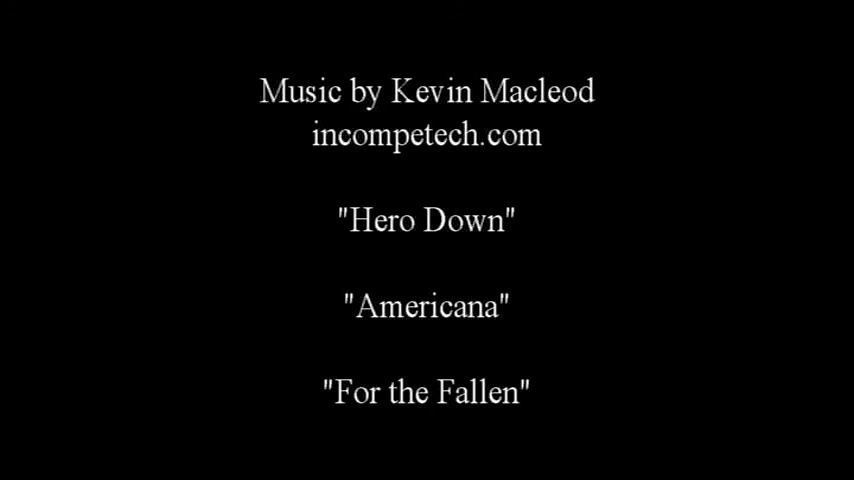 Music by Kevin Macleod
incompetech.com
"Hero Down"
"Americana"
"For the Fallen"